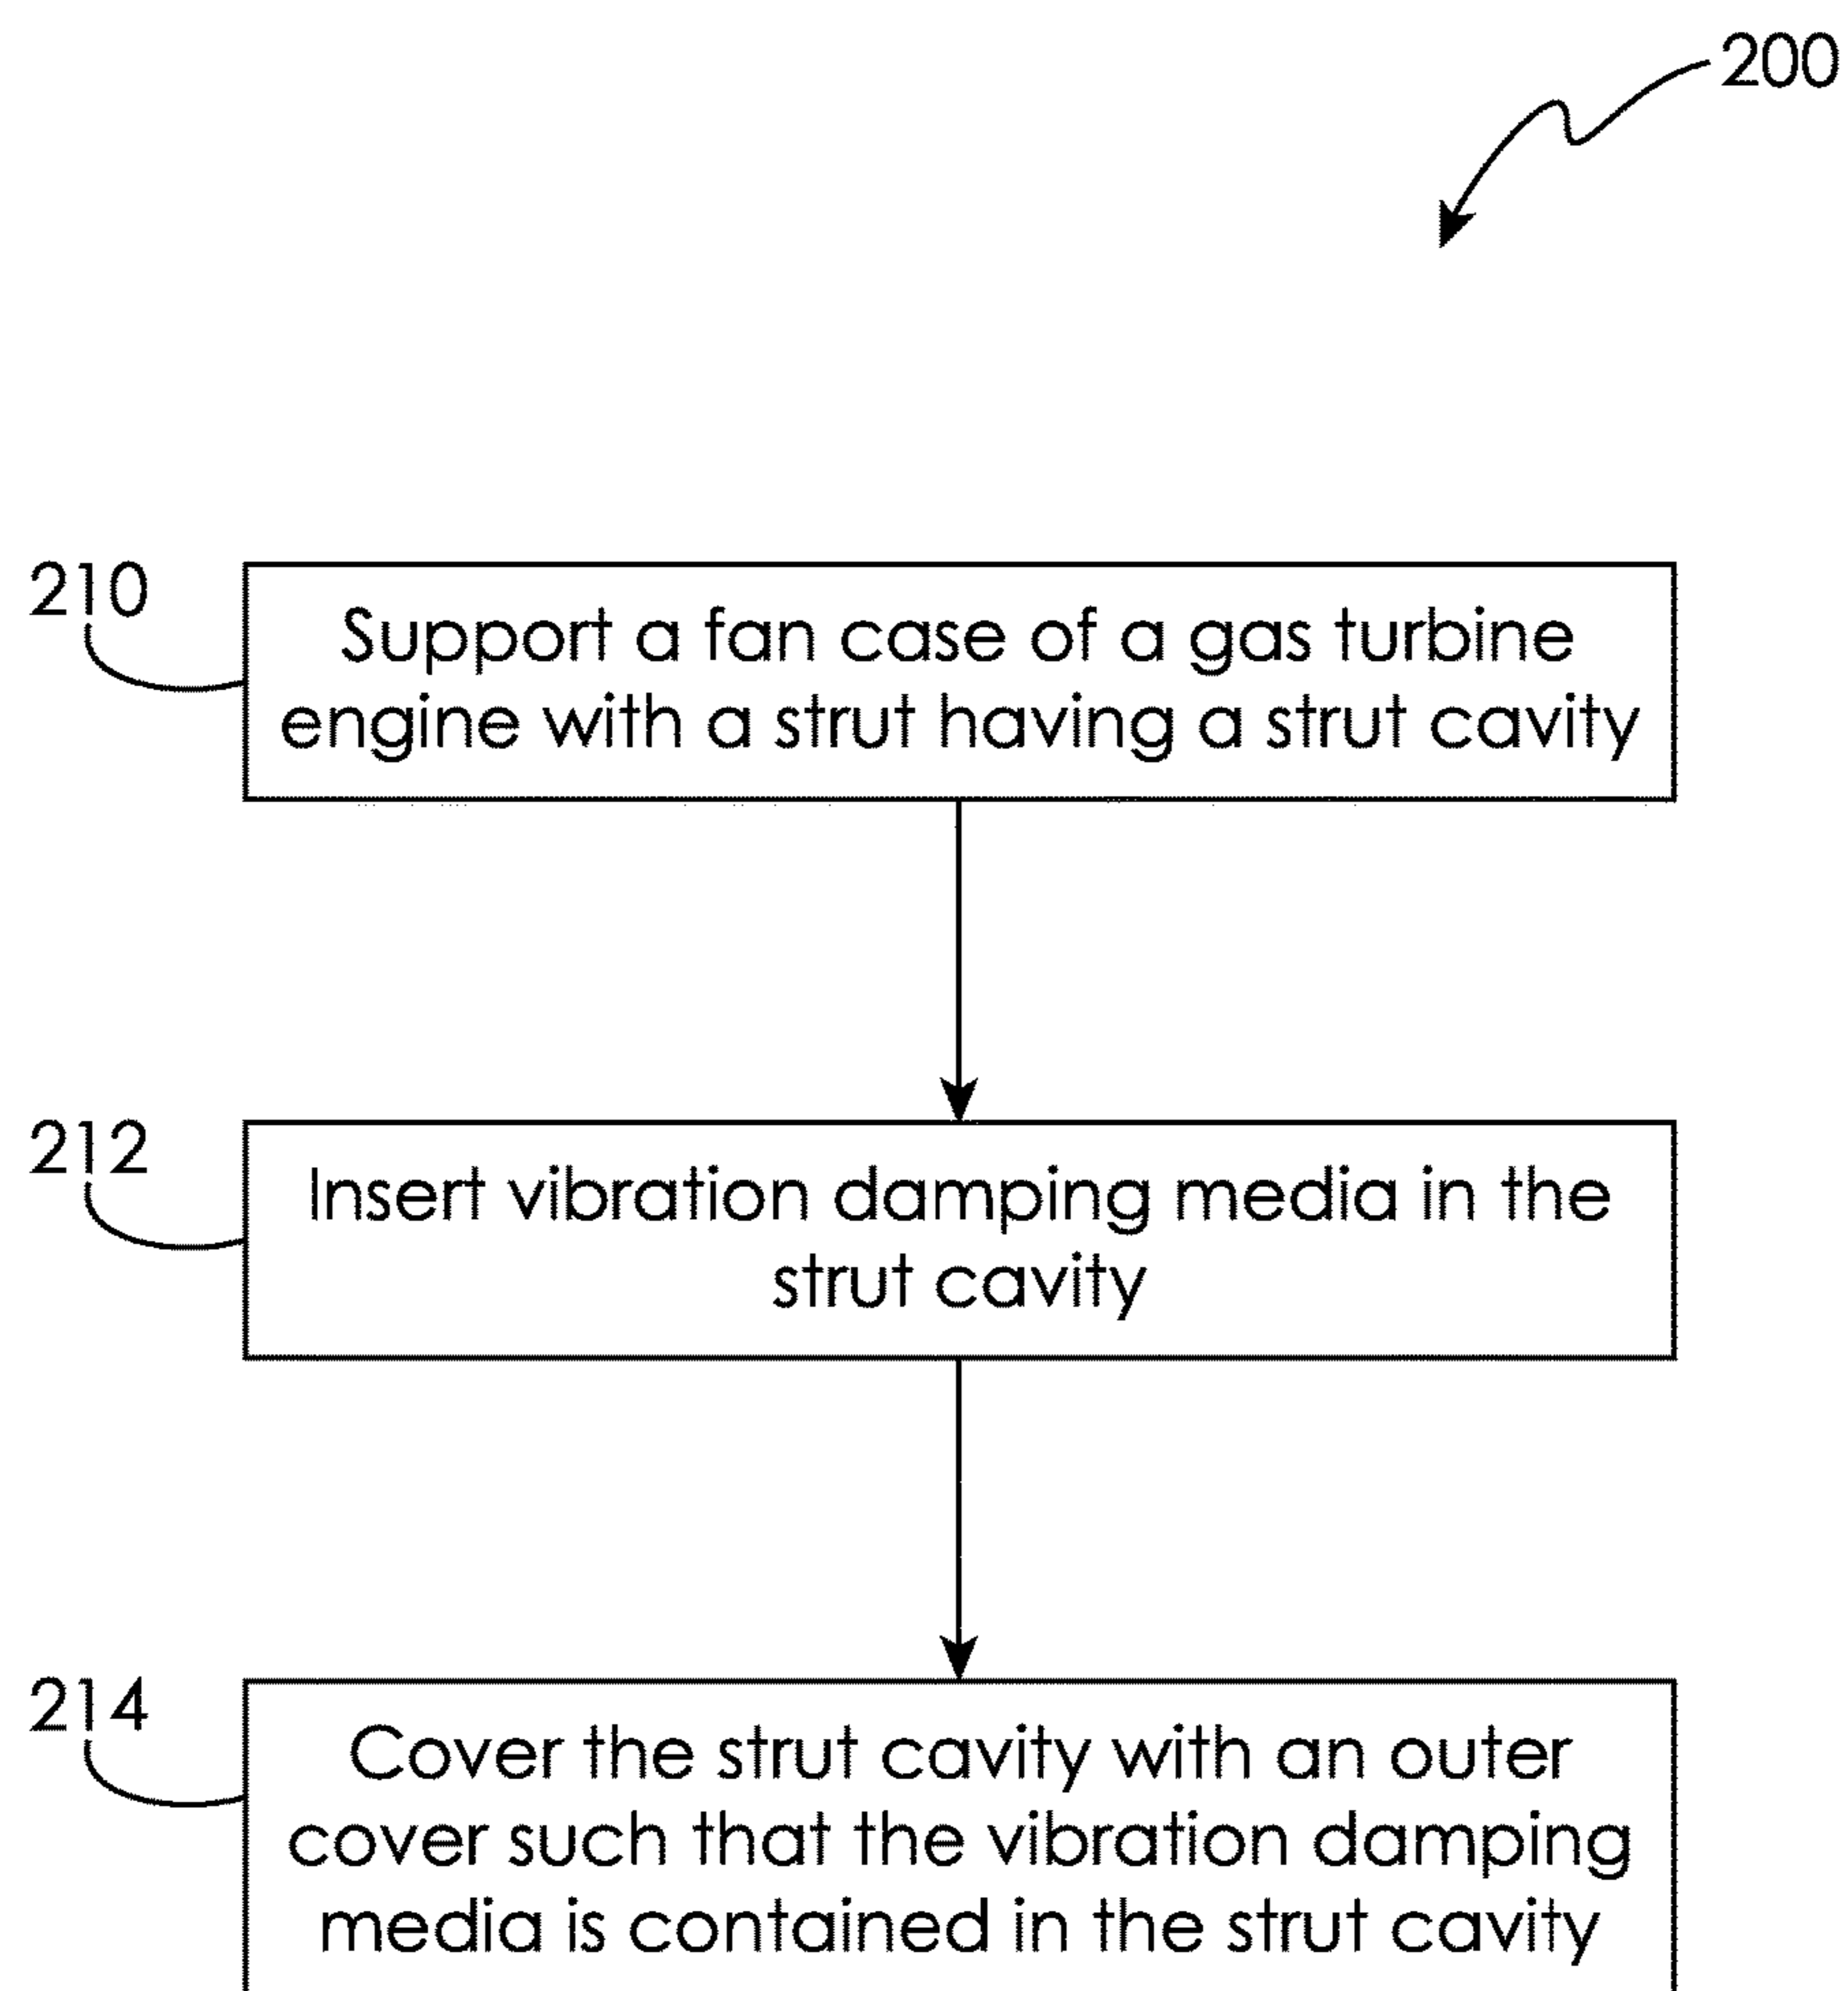 200
210
Support a fan case of a gas turbine
engine with a strut having a strut cavity
212
Insert vibration damping media in the
strut cavity
214
Cover the strut cavity with an outer
cover such that the vibration damping
media is contained in the strut cavity